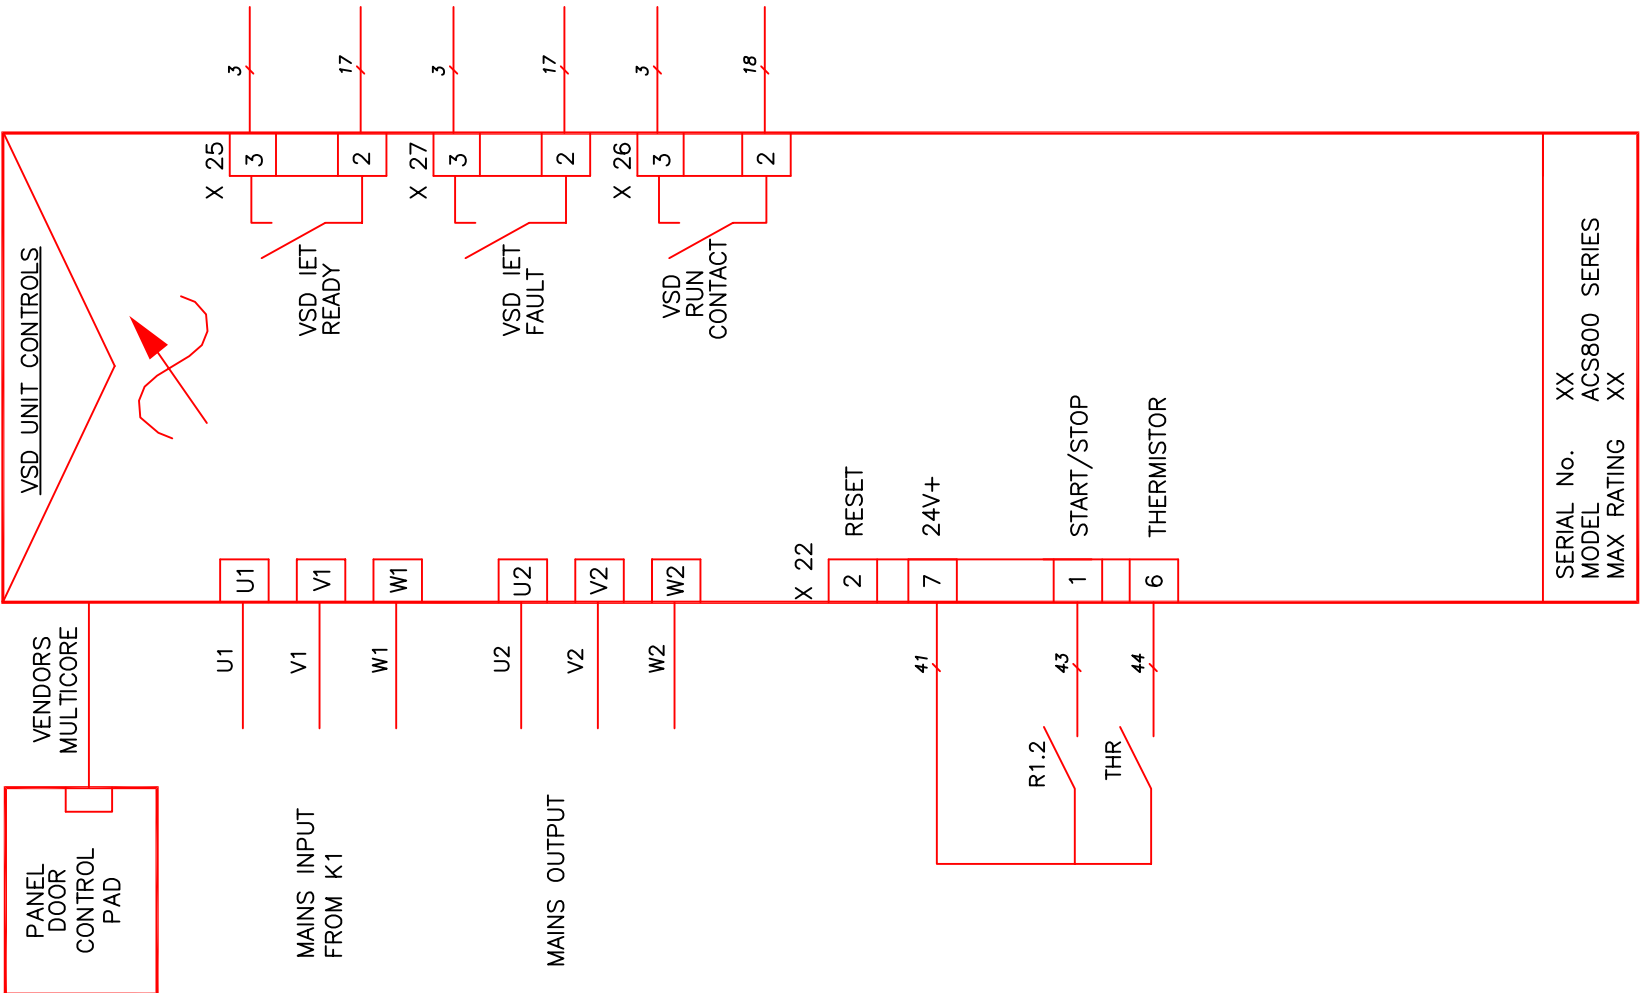 VSD UNIT CONTROLS
3
17
3
17
3
18
X 25
3
2
X 27
3
2
X 26
3
2
VSD IET
READY
VSD IET
FAULT
VSD
RUN
CONTACT
U1
V1
W1
U2
V2
W2
X 22
2
RESET
7
24V+
1
START/STOP
6
THERMISTOR
SERIAL No. XX
MODEL ACS800 SERIES
MAX RATING XX
VENDORS
MULTICORE
U1
V1
W1
U2
V2
W2
41
43
44
R1.2
THR
PANEL
DOOR
CONTROL
PAD
MAINS INPUT
FROM K1
MAINS OUTPUT